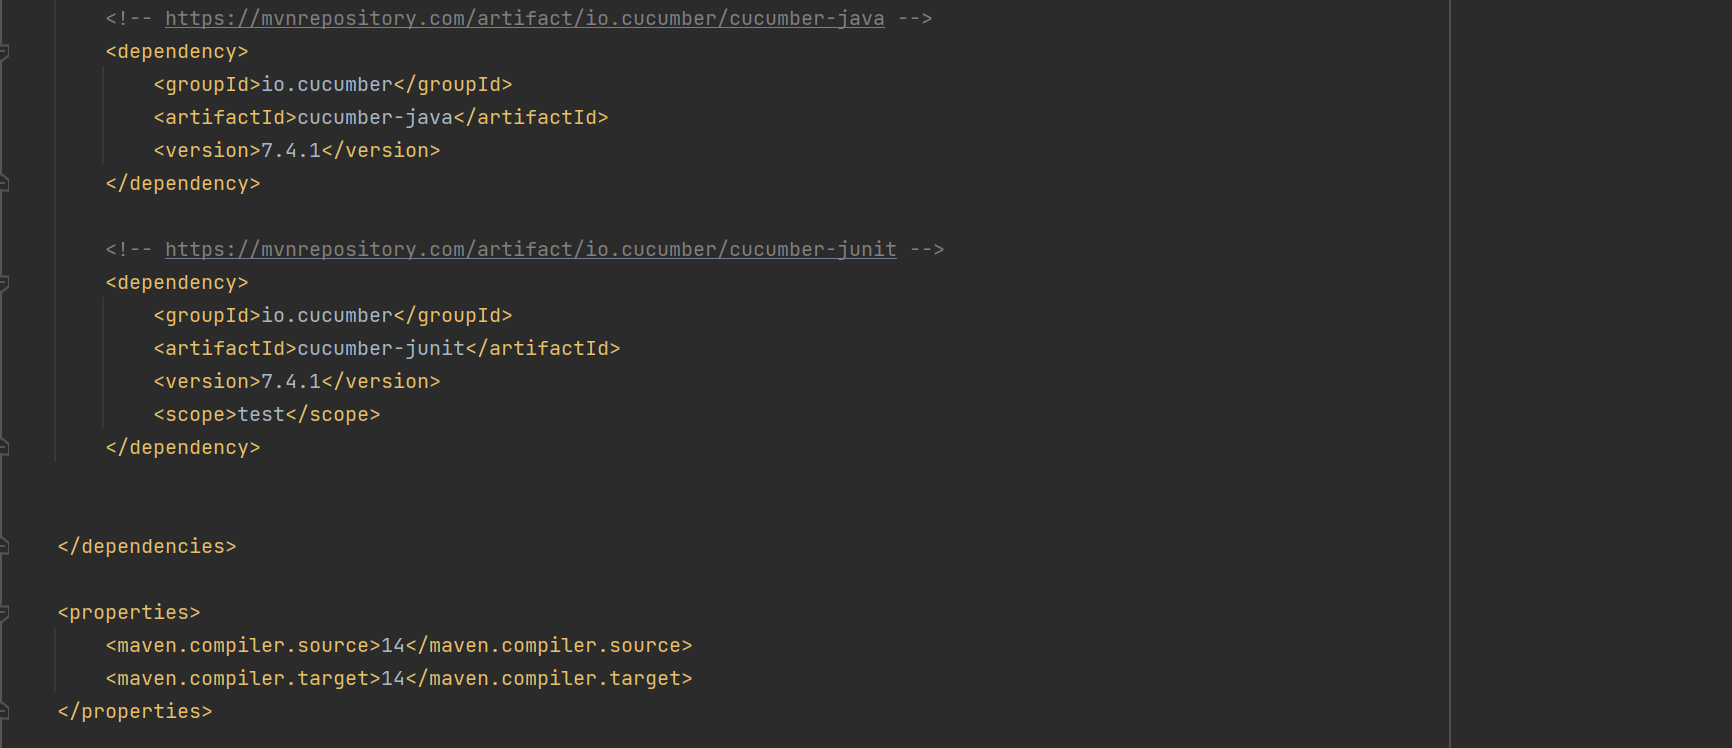 <!-- https://mvnrepository.com/artifact/io.cucumber/cucumber-java -->
<dependency>
<groupId>io.cucumber</groupId>
<artifactId>cucumber-java</artifactId>
<version>7.4.1</version>
</dependency>
<!-- https://mvnrepository.com/artifact/io.cucumber/cucumber-junit -->
<dependency>
<groupId>io.cucumber</groupId>
<artifactId>cucumber-junit</artifactId>
<version>7.4.1</version>
<scope>test</scope>
</dependency>
</dependencies>
<properties>
<maven.compiler.source>14</maven.compiler.source>
<maven.compiler.target>14</maven.compiler.target>
</properties>